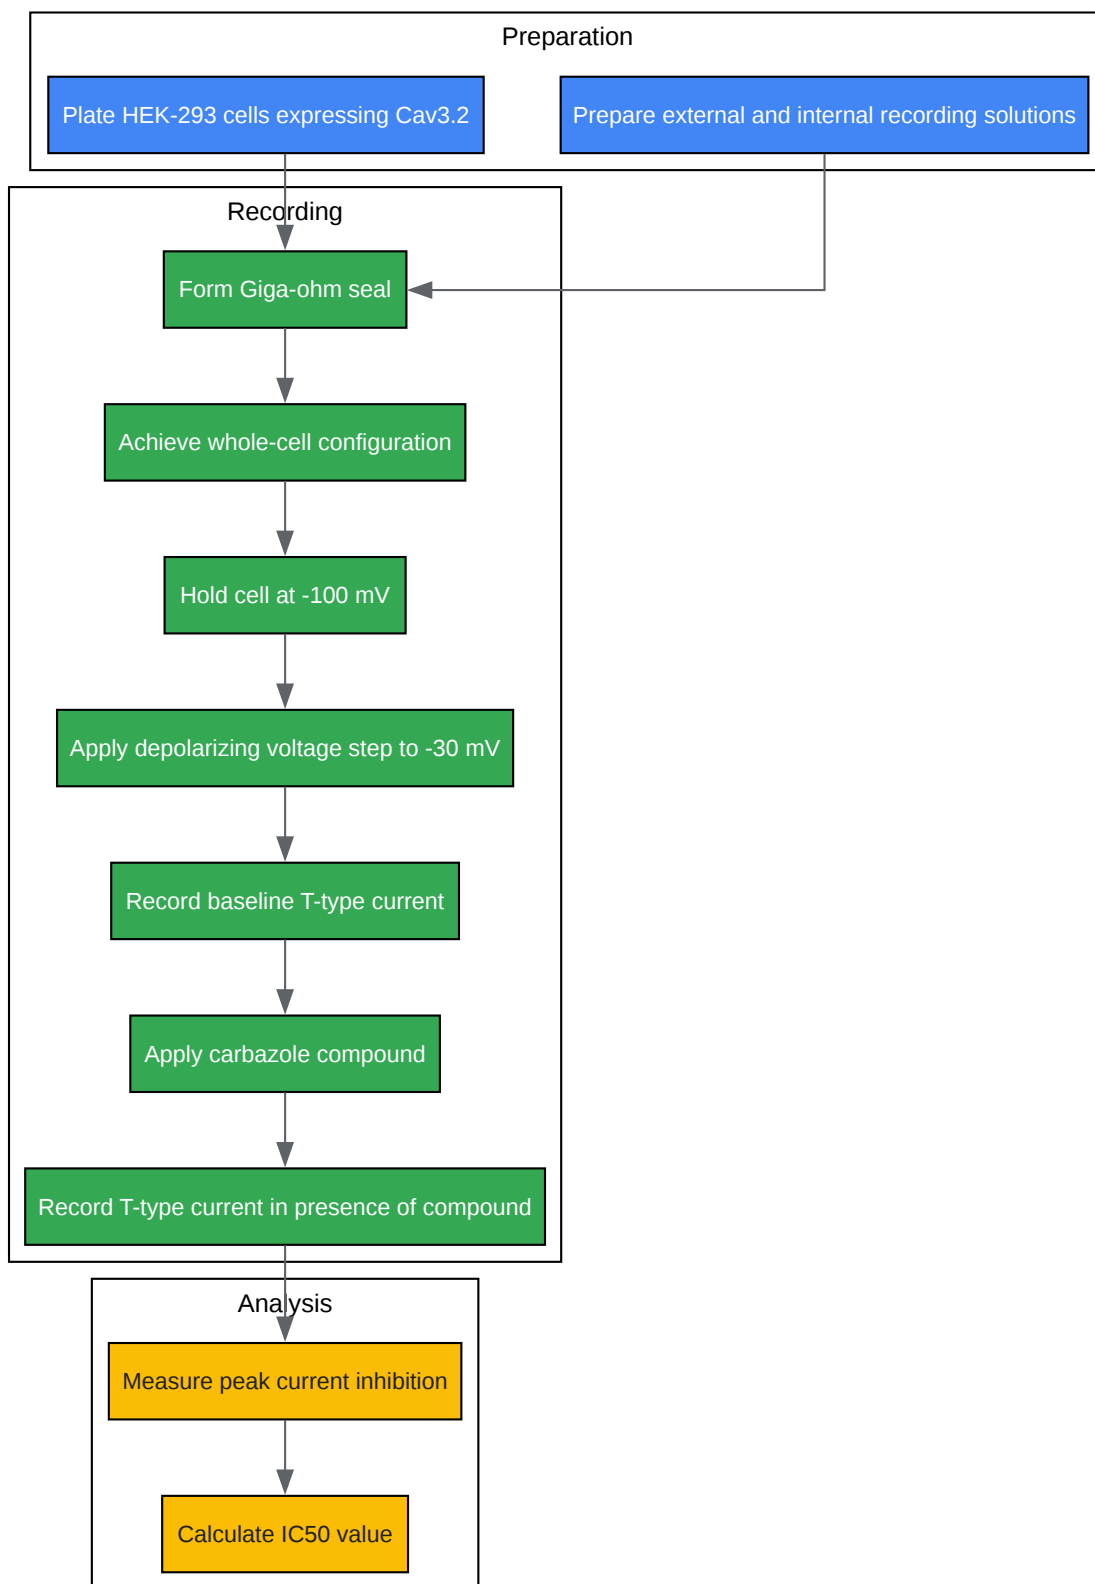 Preparation
Plate HEK-293 cells expressing Cav3.2
Prepare external and internal recording solutions
Recording
Form Giga-ohm seal
Achieve whole-cell configuration
Hold cell at -100 mV
Apply depolarizing voltage step to -30 mV
Record baseline T-type current
Apply carbazole compound
Record T-type current in presence of compound
Analysis
Measure peak current inhibition
Calculate IC50 value